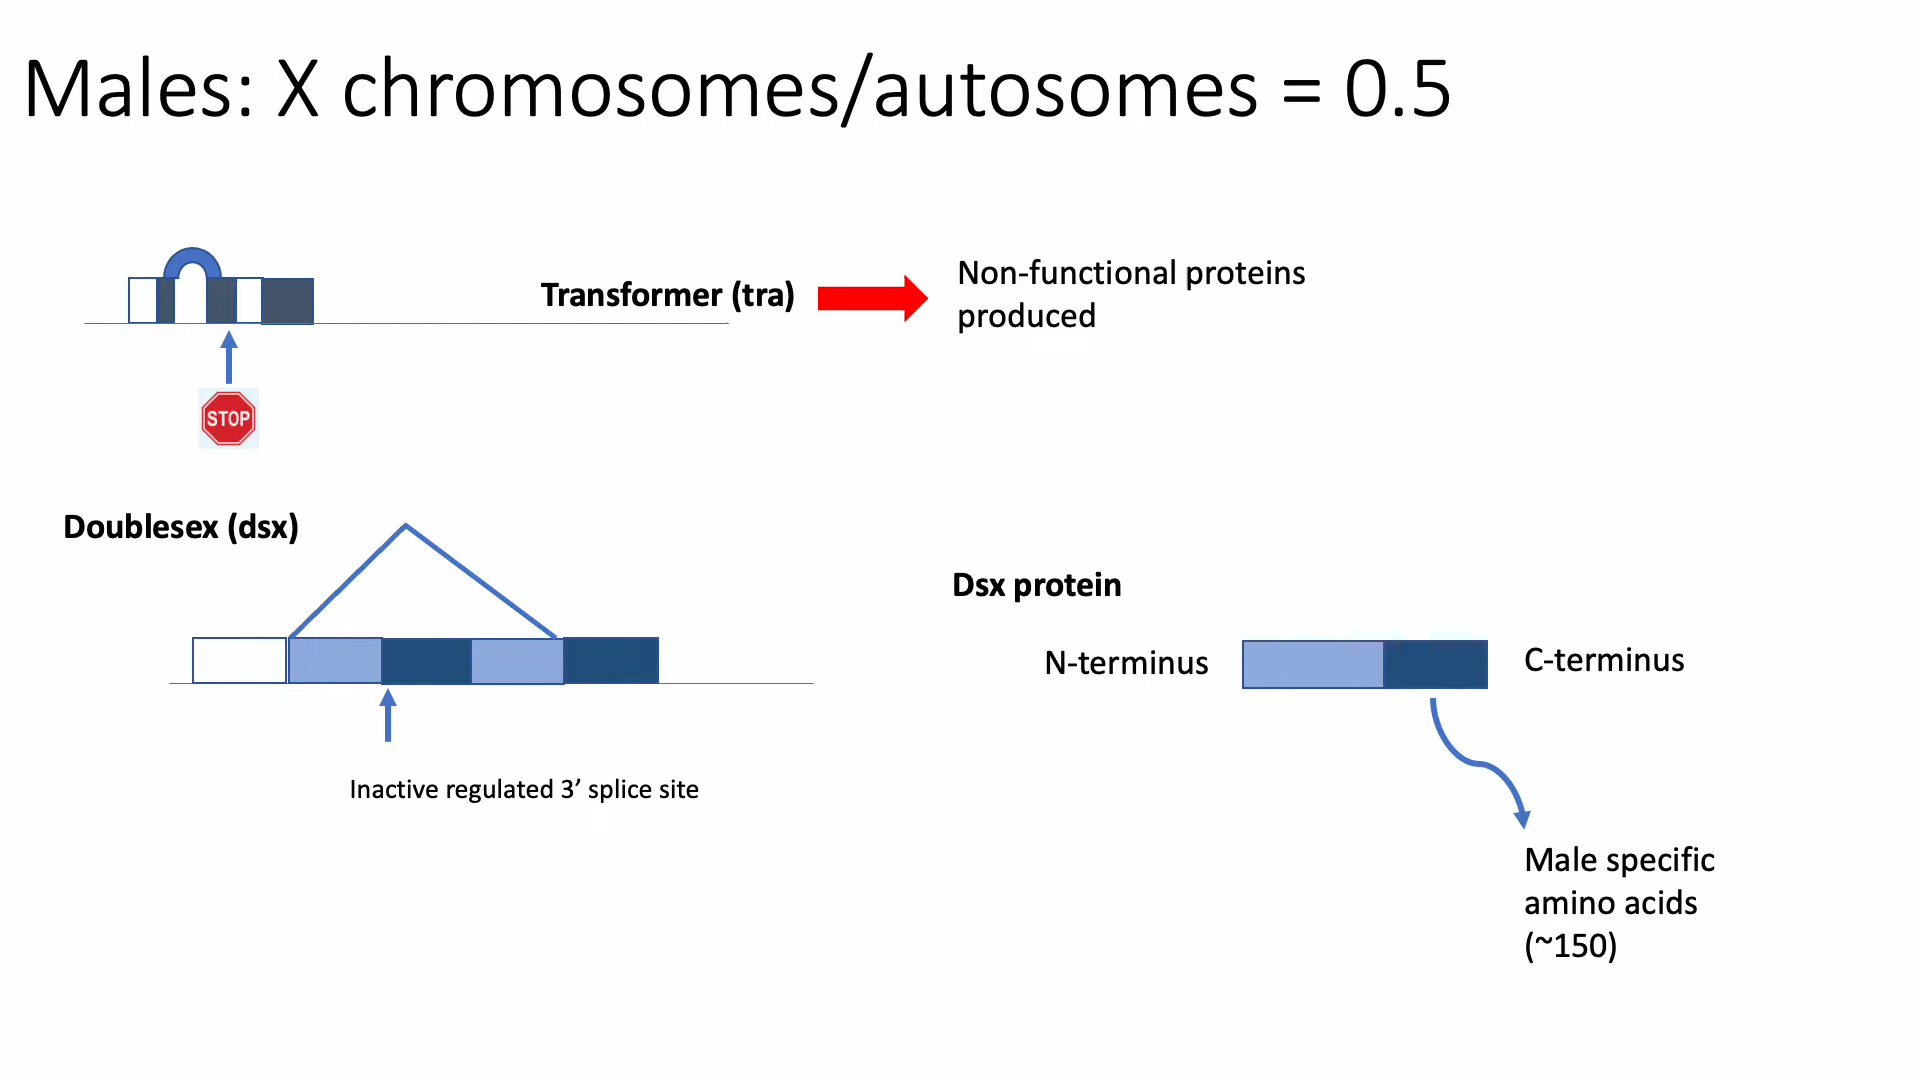 Males: X chromosomes/autosomes = 0.5
Transformer (tra)
Non-functional proteins
produced
STOP
Doublesex (dsx)
Inactive regulated 3’ splice site
Dsx protein
N-terminus
C-terminus
Male specific
amino acids
(~150)